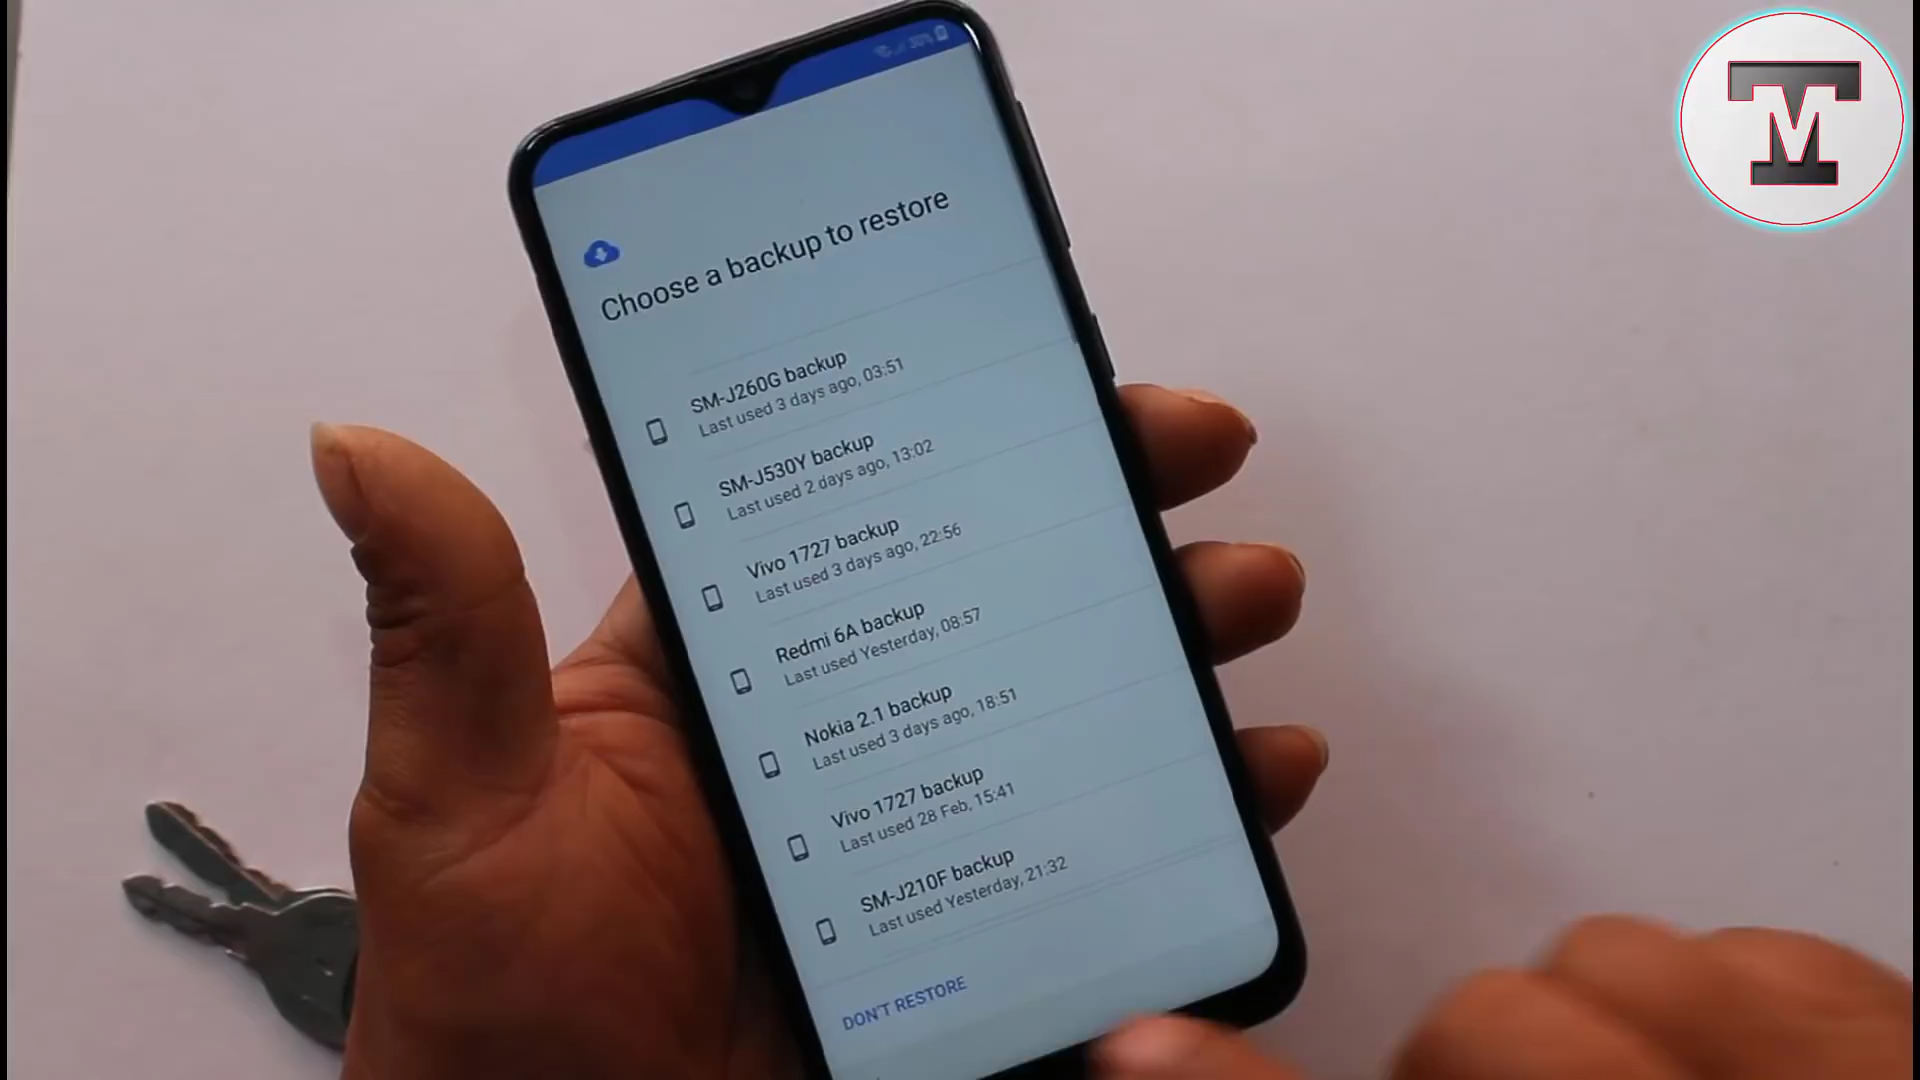 30%
Choose a backup to restore
SM-J260G backup
Last used 3 days ago, 03:51
SM-J530Y backup
Last used 2 days ago, 13:02
Vivo 1727 backup
Last used 3 days ago, 22:56
Redmi 6A backup
Last used Yesterday, 08:57
Nokia 2.1 backup
Last used 3 days ago, 18:51
Vivo 1727 backup
Last used 28 Feb, 15:41
SM-J210F backup
Last used Yesterday, 21:32
DON'T RESTORE
TM